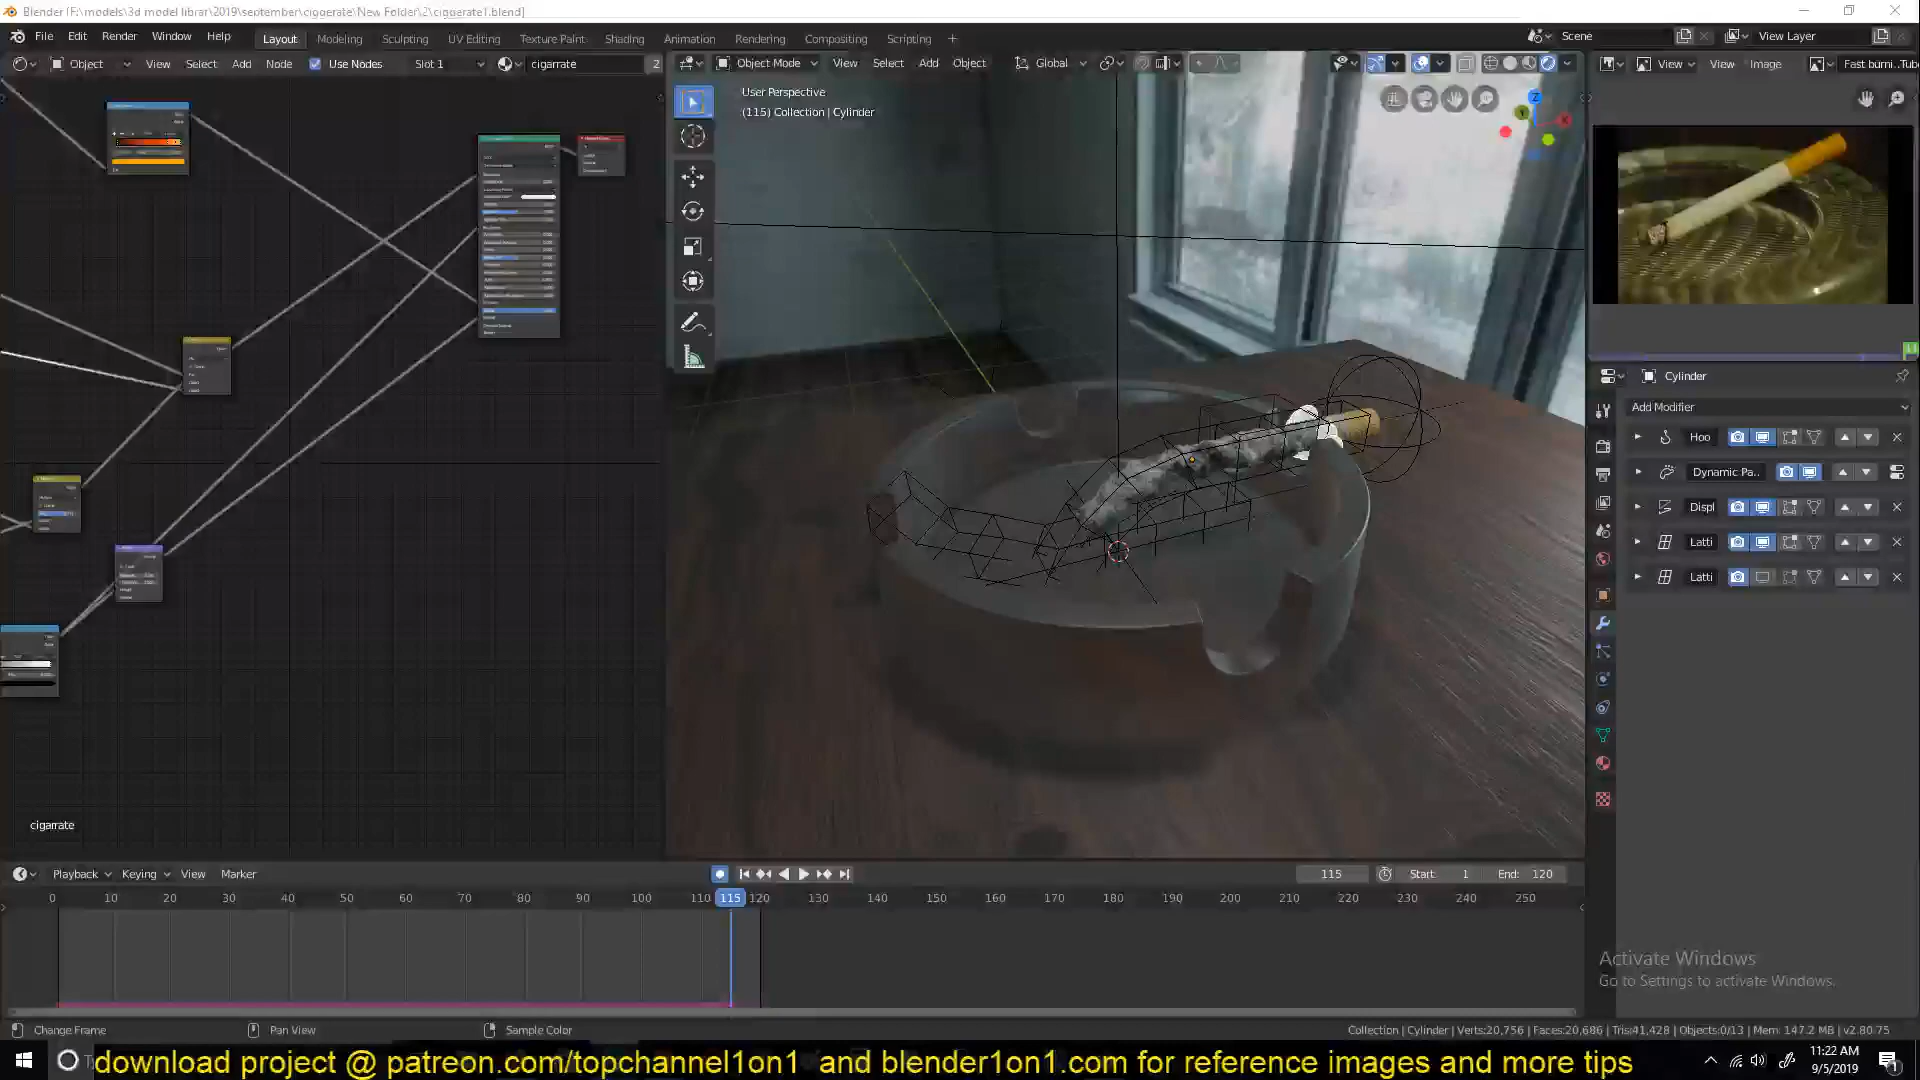 Blender [F:\models\3d model librar\2019\september\ciggerate\New Folder\2\ciggerate1.blend]
File Edit Render Window Help Layout Modeling Sculpting UV Editing Texture Paint Shading Animation Rendering Compositing Scripting + Scene View Layer
Object View Select Add Node Use Nodes Slot 1 cigarrate 2
Object Mode View Select Add Object Global
View View Image Fast burni..Tub
User Perspective
(115) Collection | Cylinder
Cylinder
Add Modifier
Hoo
Dynamic Pa..
Displ
Latti
Latti
cigarrate
Playback Keying View Marker 115 Start: 1 End: 120
0 10 20 30 40 50 60 70 80 90 100 110 115 120 130 140 150 160 170 180 190 200 210 220 230 240 250
Activate Windows
Go to Settings to activate Windows.
Change Frame Pan View Sample Color Collection | Cylinder | Verts:20,756 | Faces:20,686 | Tris:41,428 | Objects:0/13 | Mem: 147.2 MB | v2.80.75
download project @ patreon.com/topchannel1on1 and blender1on1.com for reference images and more tips
11:22 AM
9/5/2019